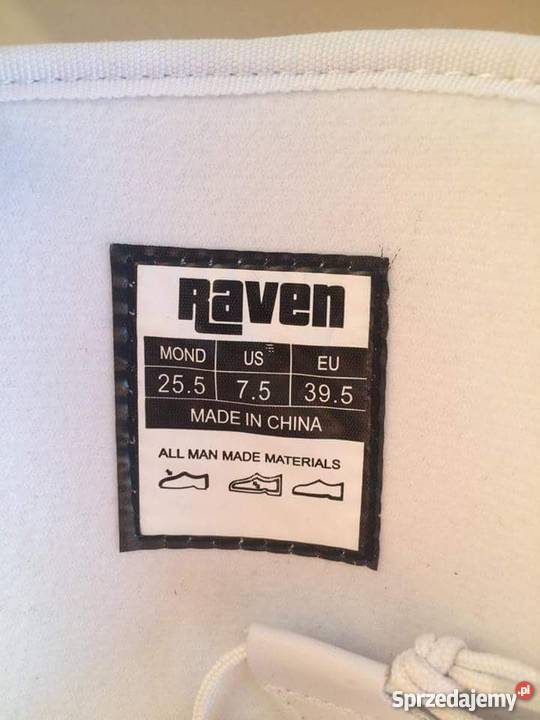 Raven
MOND US EU
25.5 7.5 39.5
MADE IN CHINA
ALL MAN MADE MATERIALS
Sprzedajemy.pl